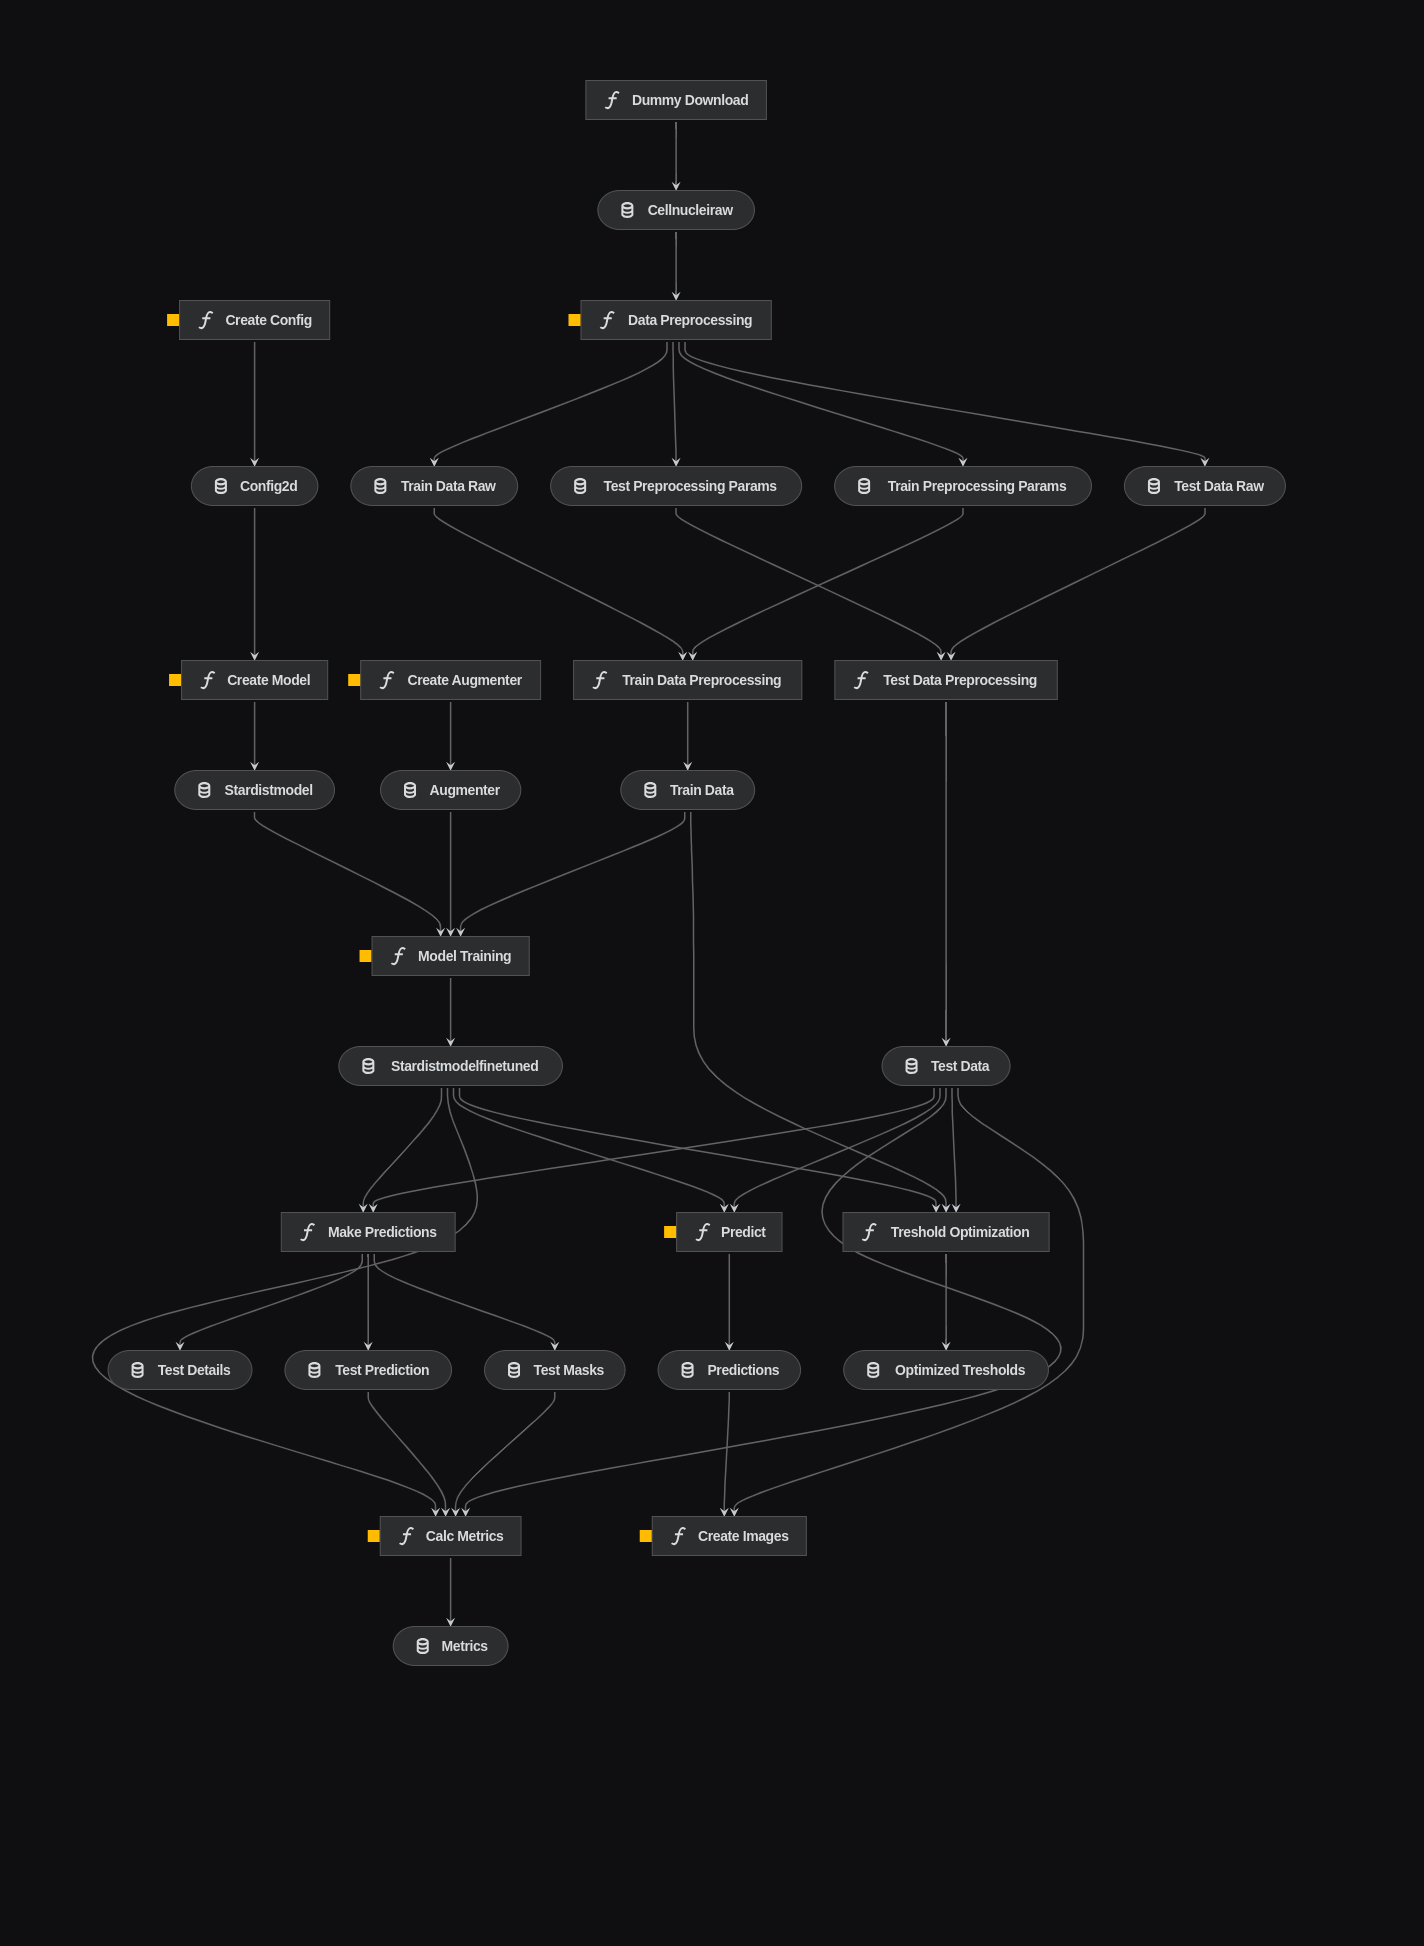 Dummy Download
Cellnucleiraw
Create Config
Data Preprocessing
Config2d
Train Data Raw
Test Preprocessing Params
Train Preprocessing Params
Test Data Raw
Create Model
Create Augmenter
Train Data Preprocessing
Test Data Preprocessing
Stardistmodel
Augmenter
Train Data
Model Training
Stardistmodelfinetuned
Test Data
Make Predictions
Predict
Treshold Optimization
Test Details
Test Prediction
Test Masks
Predictions
Optimized Tresholds
Calc Metrics
Create Images
Metrics